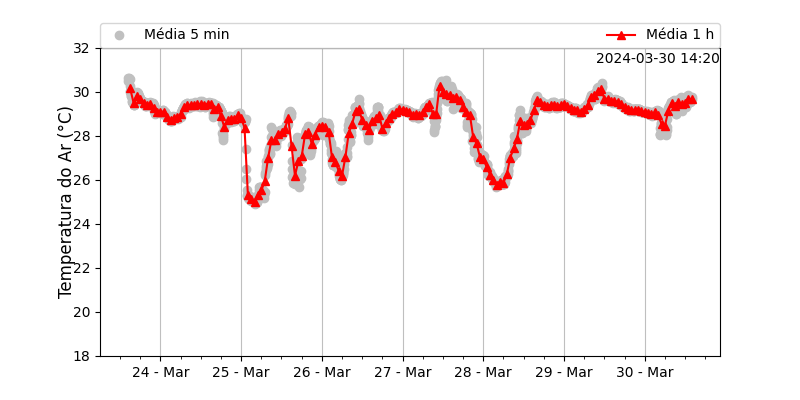 Média 5 min
Média 1 h
2024-03-30 14:20
Temperatura do Ar (°C)
32
30
28
26
24
22
20
18
24 - Mar
25 - Mar
26 - Mar
27 - Mar
28 - Mar
29 - Mar
30 - Mar